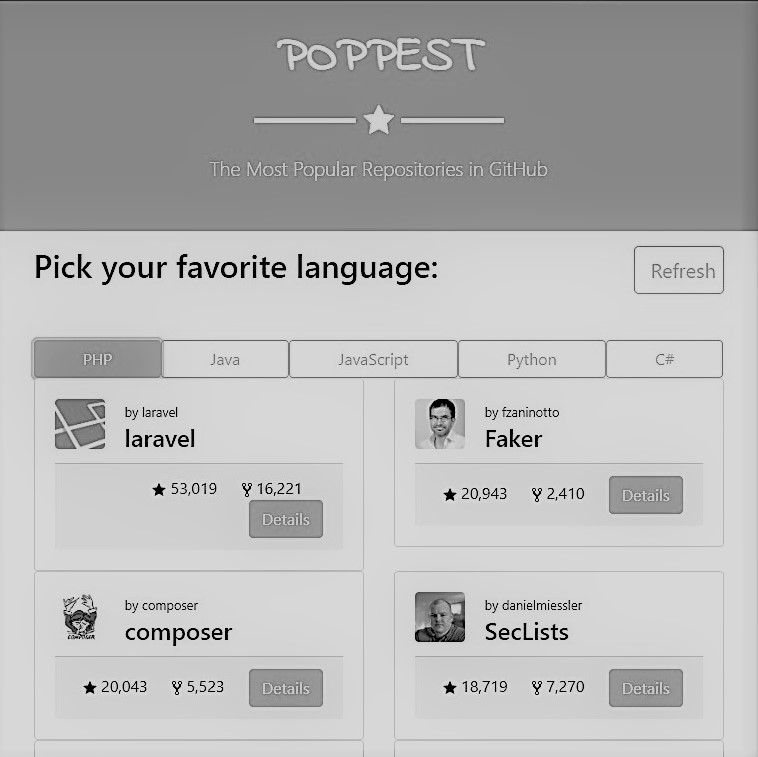 POPPEST
The Most Popular Repositories in GitHub
Pick your favorite language:
Refresh
PHP
Java
JavaScript
Python
C#
by laravel
laravel
53,019 16,221
Details
by fzaninotto
Faker
20,943 2,410 Details
by composer
composer
COMPOSER
20,043 5,523 Details
by danielmiessler
SecLists
18,719 7,270 Details